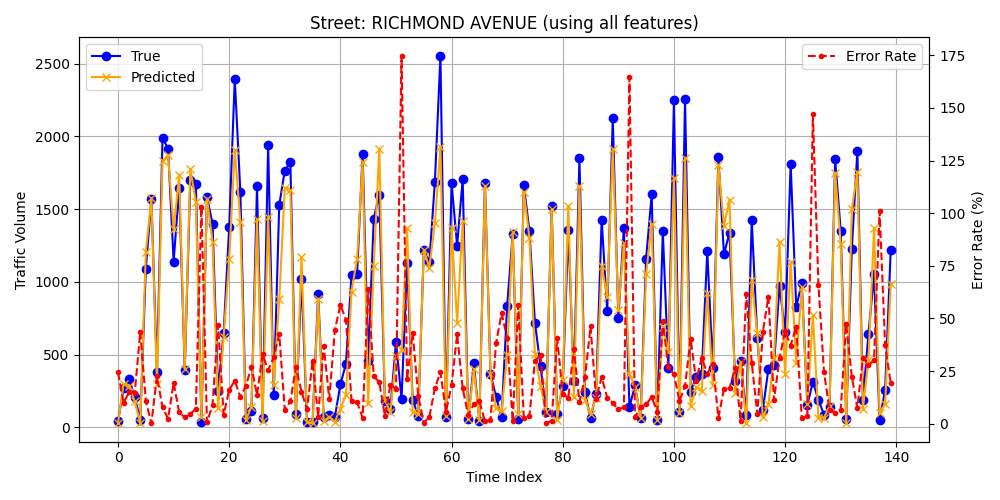 Street: RICHMOND AVENUE (using all features)
True
Predicted
Error Rate
Traffic Volume
2500
2000
1500
1000
500
0
175
150
125
100
75
50
25
0
Error Rate (%)
0 20 40 60 80 100 120 140
Time Index